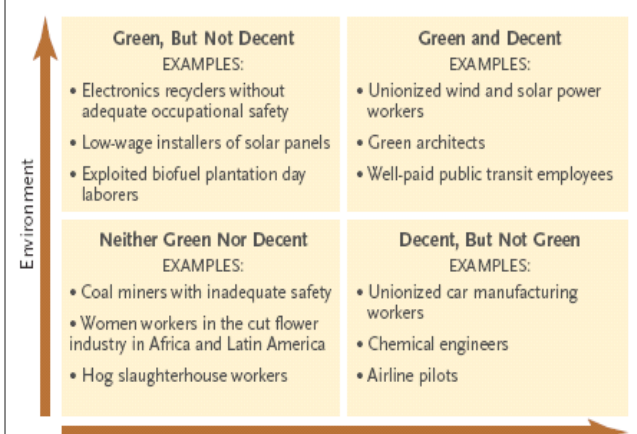 Green, But Not Decent
EXAMPLES:
• Electronics recyclers without
adequate occupational safety
• Low-wage installers of solar panels
• Exploited biofuel plantation day
laborers
Green and Decent
EXAMPLES:
• Unionized wind and solar power
workers
• Green architects
• Well-paid public transit employees
Environment
Neither Green Nor Decent
EXAMPLES:
• Coal miners with inadequate safety
• Women workers in the cut flower
industry in Africa and Latin America
• Hog slaughterhouse workers
Decent, But Not Green
EXAMPLES:
• Unionized car manufacturing
workers
• Chemical engineers
• Airline pilots